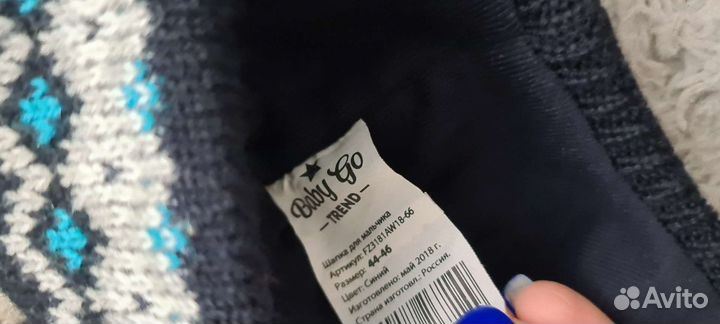 Baby Go
— TREND —
Шапка для мальчика
Артикул: FZ3181AW18-66
Размер: 44-46
Цвет: Синий
Изготовлено: май 2018 г.
Страна изготовл.- Россия.
Avito